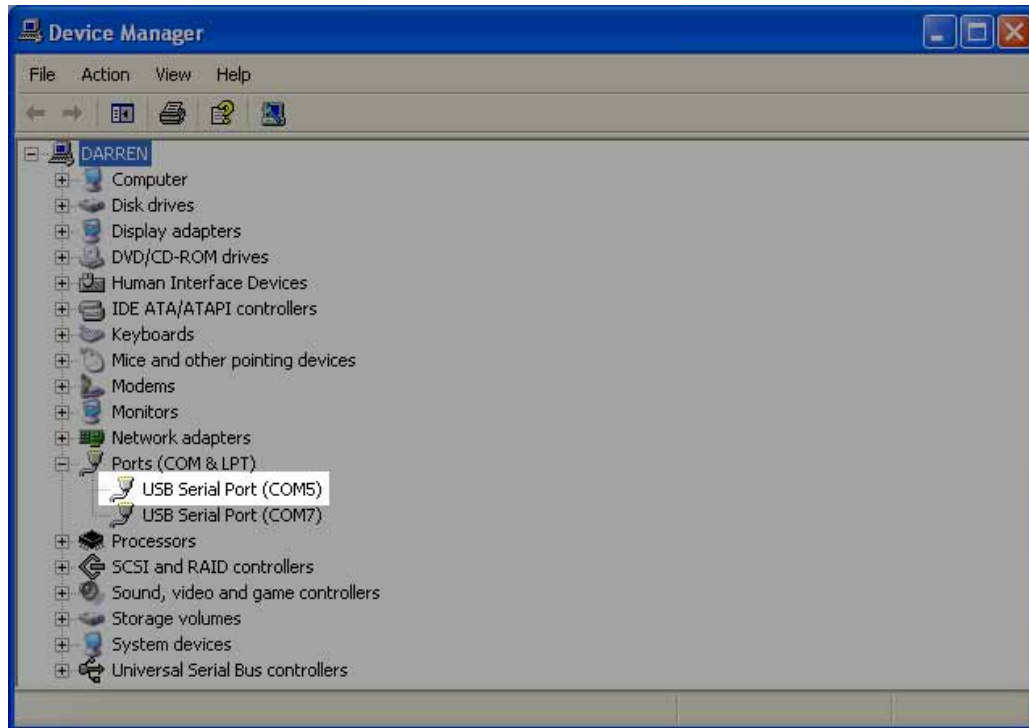 Device Manager
File Action View Help
DARREN
Computer
Disk drives
Display adapters
DVD/CD-ROM drives
Human Interface Devices
IDE ATA/ATAPI controllers
Keyboards
Mice and other pointing devices
Modems
Monitors
Network adapters
Ports (COM & LPT)
USB Serial Port (COM5)
USB Serial Port (COM7)
Processors
SCSI and RAID controllers
Sound, video and game controllers
Storage volumes
System devices
Universal Serial Bus controllers